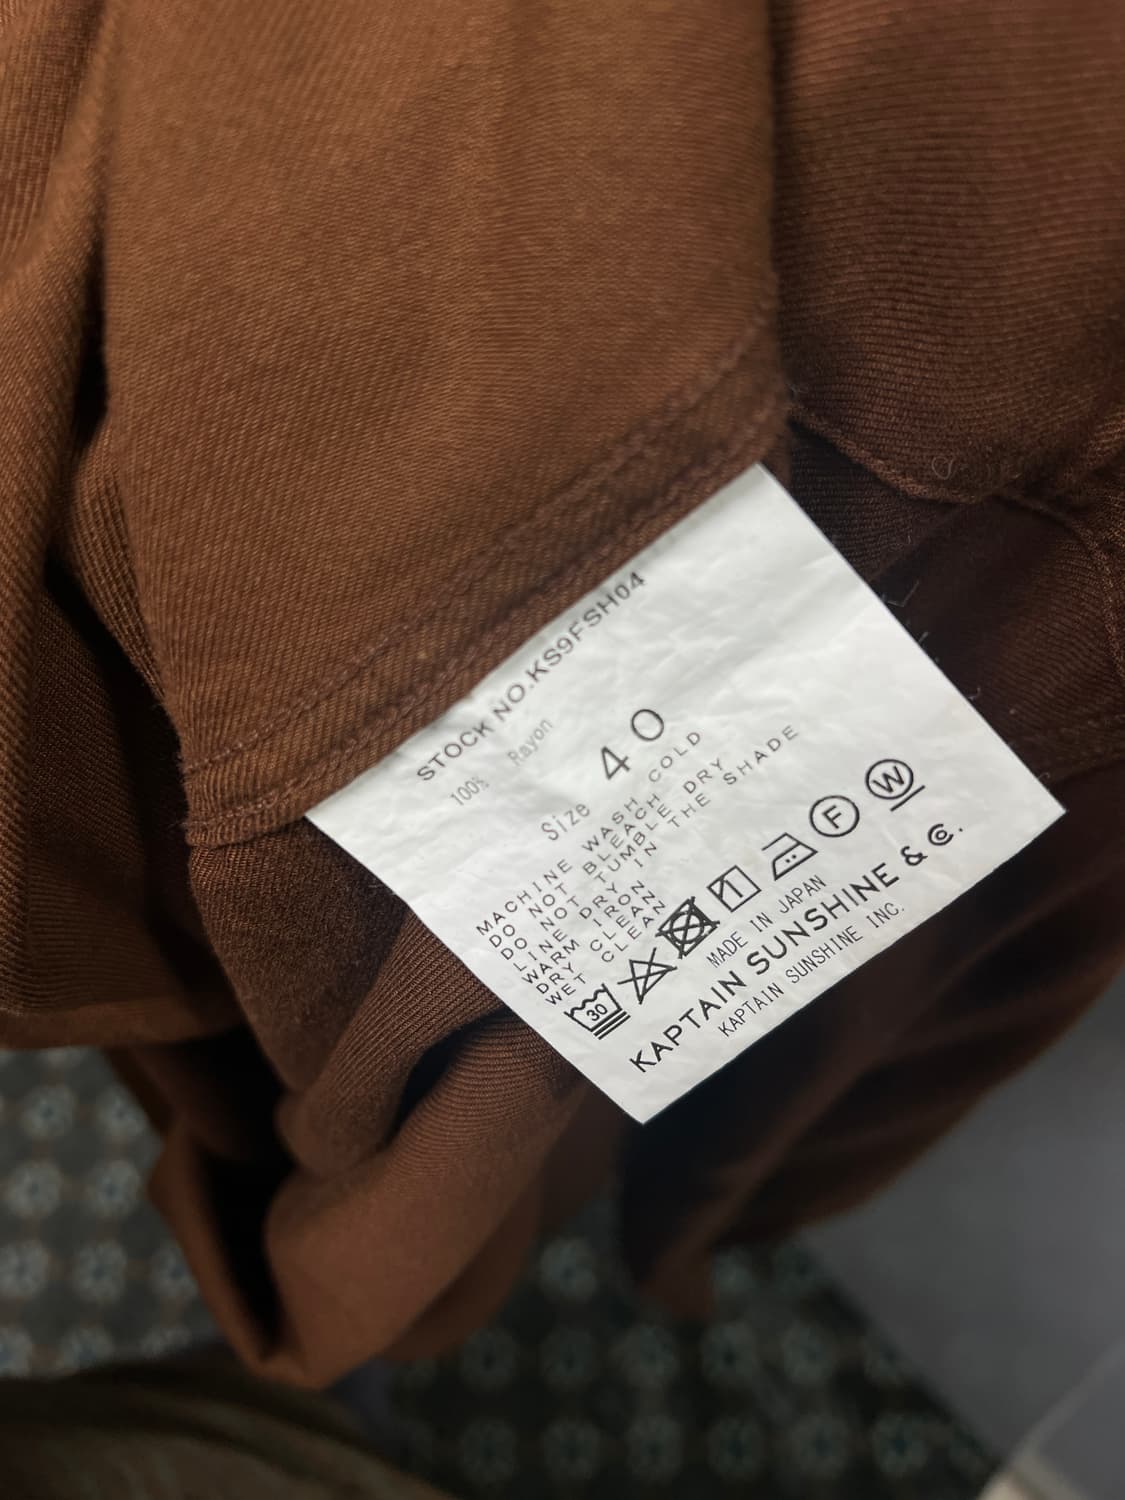 STOCK NO.KS9FSH04
100% Rayon
Size 40
MACHINE WASH COLD
DO NOT BLEACH
DO NOT TUMBLE DRY
LINE DRY IN THE SHADE
WARM IRON
DRY CLEAN
WET CLEAN
30
F
W
MADE IN JAPAN
KAPTAIN SUNSHINE & Co.
KAPTAIN SUNSHINE INC.